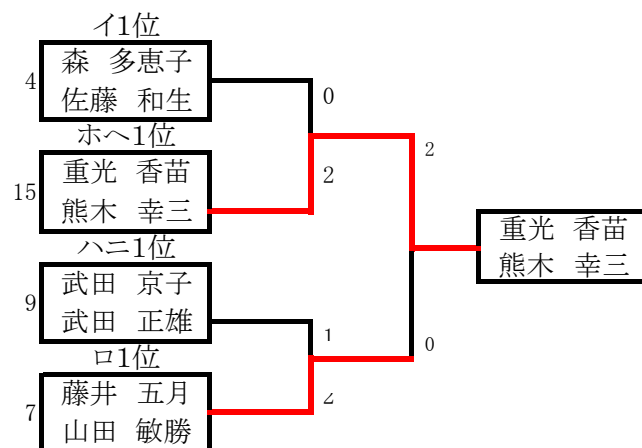 イ1位
4
森 多恵子
佐藤 和生
0
ホヘ1位
2
15
重光 香苗
熊木 幸三
2
重光 香苗
熊木 幸三
ハニ1位
9
武田 京子
武田 正雄
1
0
ロ1位
7
藤井 五月
山田 敏勝
2